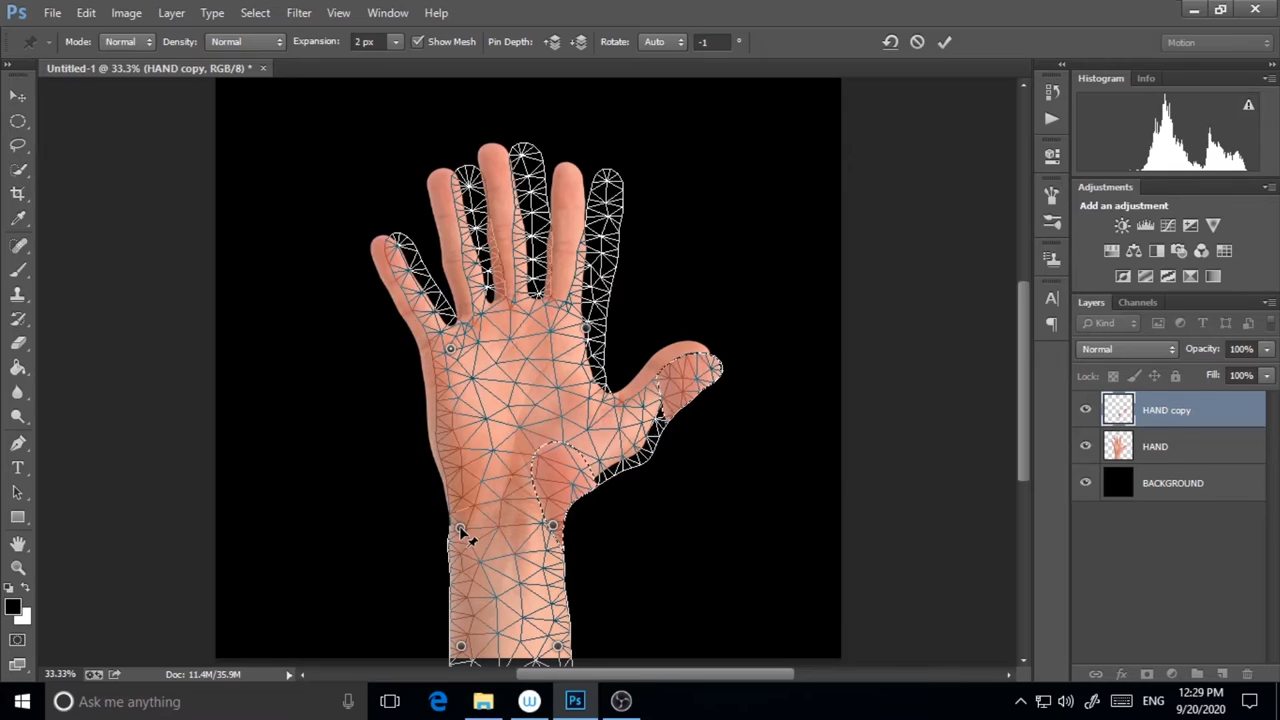 Ps File Edit Image Layer Type Select Filter View Window Help
Mode: Normal Density: Normal Expansion: 2 px Show Mesh Pin Depth: Rotate: Auto -1 ° Motion
Untitled-1 @ 33.3% (HAND copy, RGB/8) * ×
Histogram Info
Adjustments
Add an adjustment
Layers Channels
Kind
Normal Opacity: 100%
Lock: Fill: 100%
HAND copy
HAND
BACKGROUND
A
T
33.33% Doc: 11.4M/35.9M
Ask me anything e w Ps ENG 12:29 PM
9/20/2020